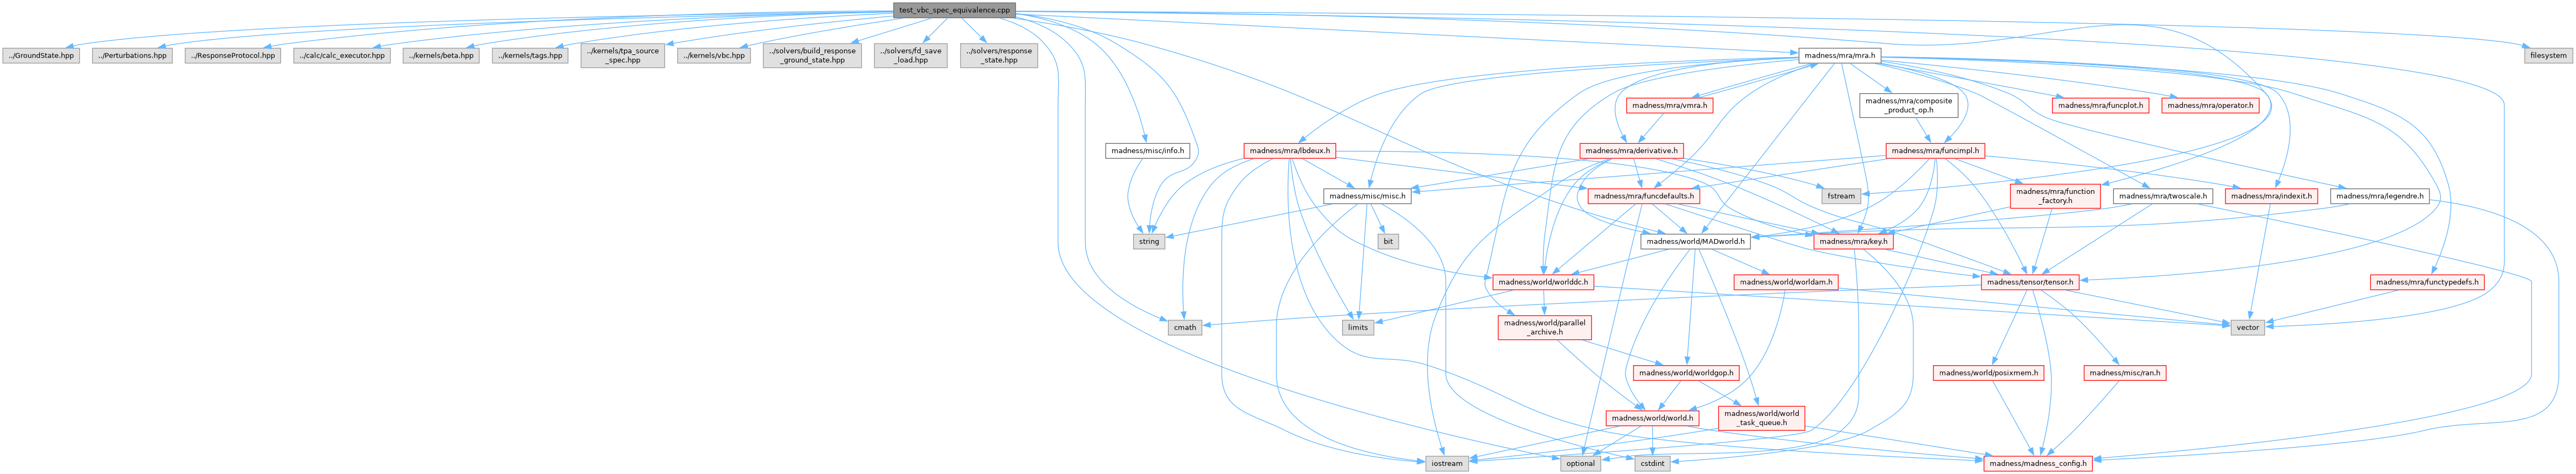 test_vbc_spec_equivalence.cpp
../GroundState.hpp
../Perturbations.hpp
../ResponseProtocol.hpp
../calc/calc_executor.hpp
../kernels/beta.hpp
../kernels/tags.hpp
../kernels/tpa_source
_spec.hpp
../kernels/vbc.hpp
../solvers/build_response
_ground_state.hpp
../solvers/fd_save
_load.hpp
../solvers/response
_state.hpp
madness/mra/mra.h
filesystem
madness/mra/vmra.h
madness/mra/composite
_product_op.h
madness/mra/funcplot.h
madness/mra/operator.h
madness/misc/info.h
madness/mra/lbdeux.h
madness/mra/derivative.h
madness/mra/funcimpl.h
madness/misc/misc.h
madness/mra/funcdefaults.h
fstream
madness/mra/function
_factory.h
madness/mra/twoscale.h
madness/mra/indexit.h
madness/mra/legendre.h
string
bit
madness/world/MADworld.h
madness/mra/key.h
madness/world/worlddc.h
madness/world/worldam.h
madness/tensor/tensor.h
madness/mra/functypedefs.h
cmath
limits
madness/world/parallel
_archive.h
vector
madness/world/worldgop.h
madness/world/posixmem.h
madness/misc/ran.h
madness/world/world.h
madness/world/world
_task_queue.h
iostream
optional
cstdint
madness/madness_config.h